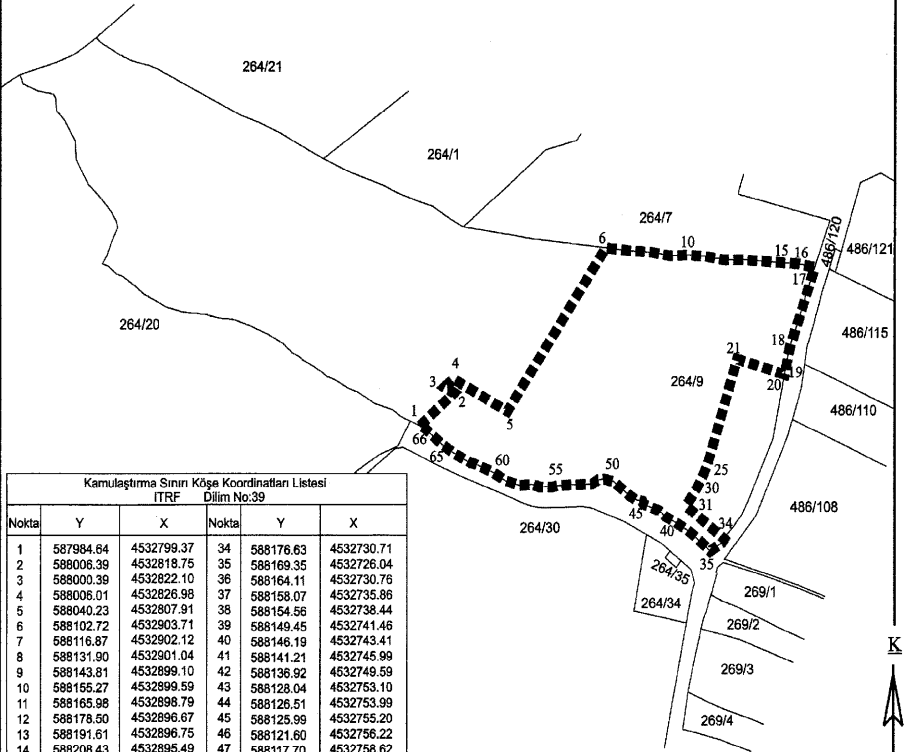 264/21
264/1
264/7
6
10
15
16
17
486/120
486/121
264/20
486/115
18
19
20
21
264/9
4
3
2
5
1
66
65
60
55
50
45
40
35
34
31
30
25
486/110
486/108
264/30
264/35
264/34
269/1
269/2
269/3
269/4
K
Kamulaştırma Sınırı Köşe Koordinatları Listesi
ITRF Dilim No:39
Nokta Y X Nokta Y X
1 587984.64 4532799.37 34 588176.63 4532730.71
2 588006.39 4532818.75 35 588169.35 4532726.04
3 588000.39 4532822.10 36 588164.11 4532730.76
4 588006.01 4532826.98 37 588158.07 4532735.86
5 588040.23 4532807.91 38 588154.56 4532738.44
6 588102.72 4532903.71 39 588149.45 4532741.46
7 588116.87 4532902.12 40 588146.19 4532743.41
8 588131.90 4532901.04 41 588141.21 4532745.99
9 588143.81 4532899.10 42 588136.92 4532749.59
10 588155.27 4532899.59 43 588128.04 4532753.10
11 588165.98 4532898.79 44 588126.51 4532753.99
12 588178.50 4532896.67 45 588125.99 4532755.20
13 588191.61 4532896.75 46 588121.60 4532756.22
14 588208.43 4532895.49 47 588117.70 4532758.62